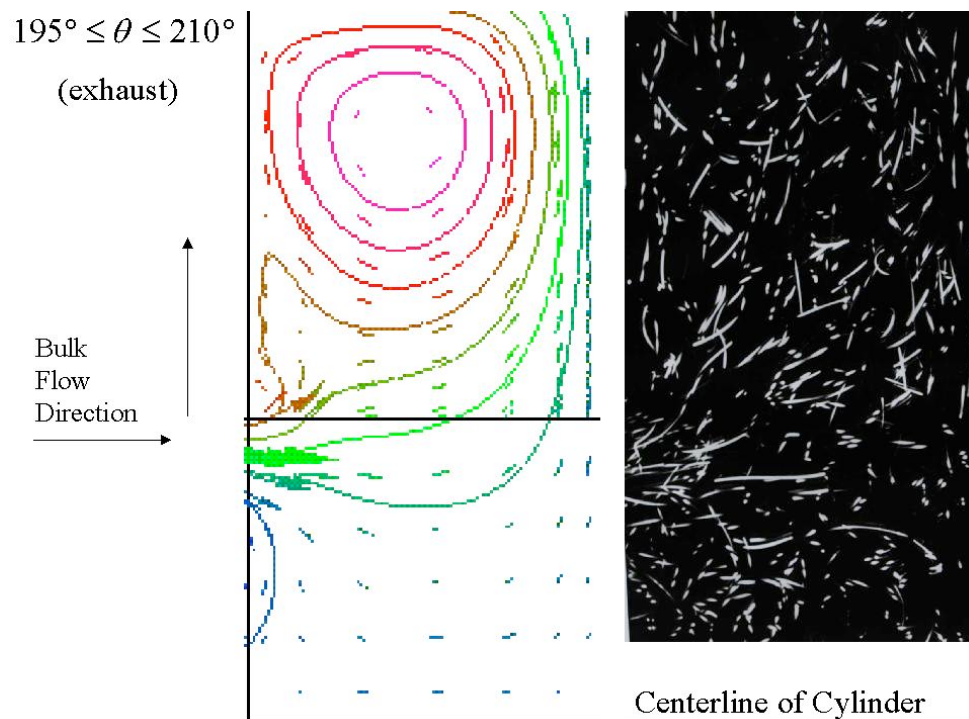 195° ≤ θ ≤ 210°
(exhaust)
Bulk
Flow
Direction
Centerline of Cylinder